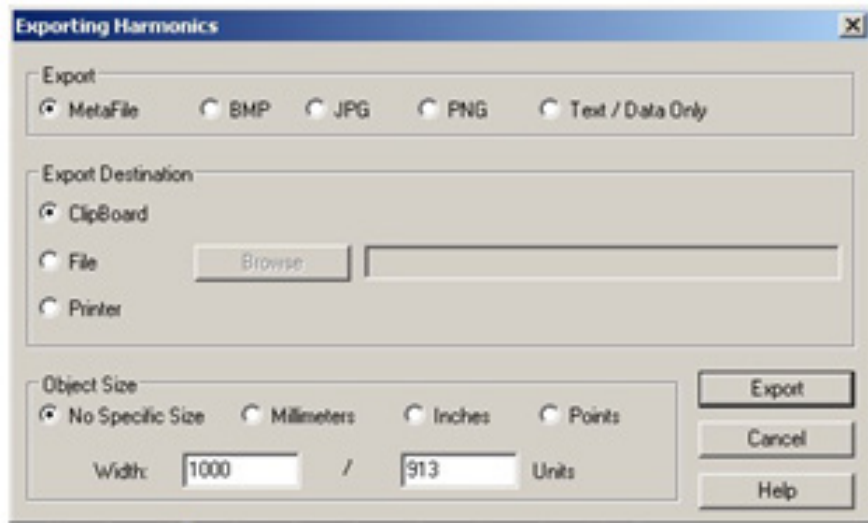 Exporting Harmonics
Export
MetaFile BMP JPG PNG Text / Data Only
Export Destination
ClipBoard
File Browse
Printer
Object Size
No Specific Size Millimeters Inches Points
Width: 1000 / 913 Units
Export
Cancel
Help